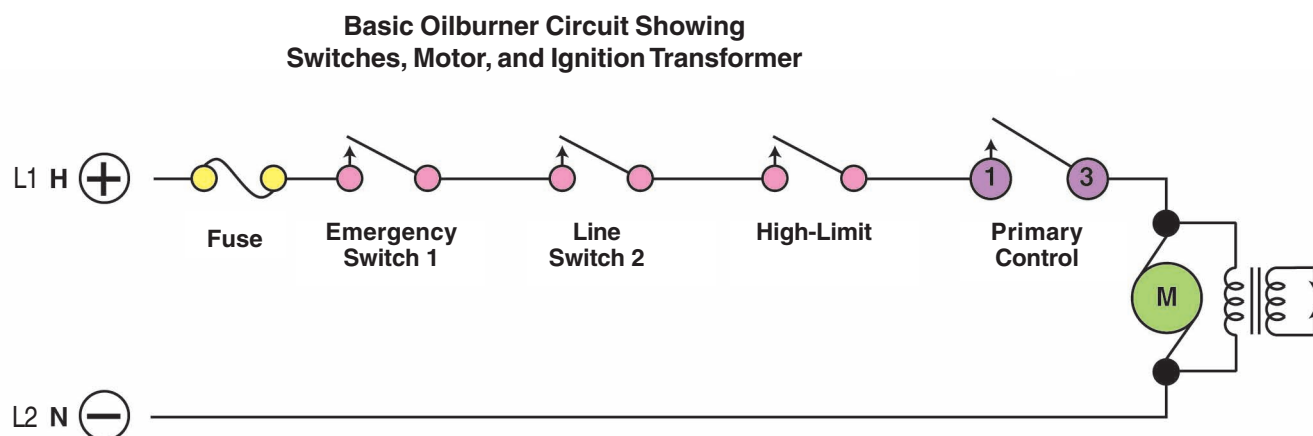 Basic Oilburner Circuit Showing
Switches, Motor, and Ignition Transformer
L1 H +
Fuse
Emergency
Switch 1
Line
Switch 2
High-Limit
1
3
Primary
Control
M
L2 N −